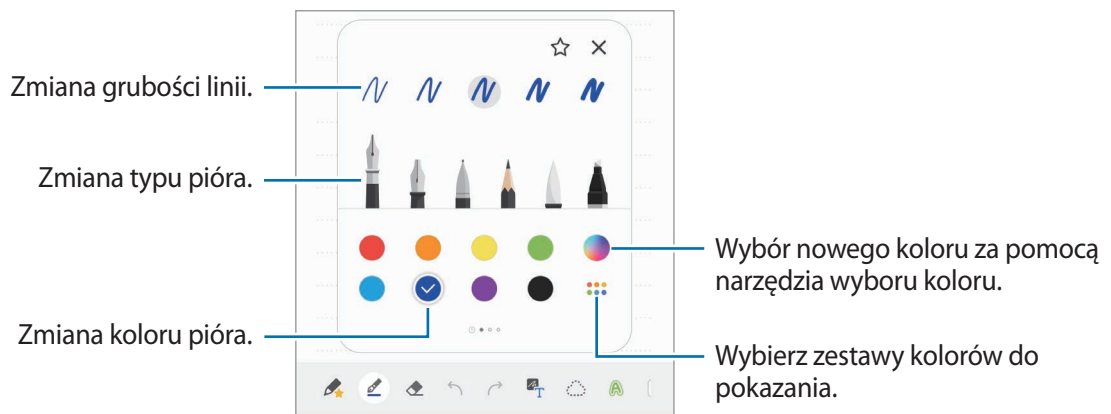 Zmiana grubości linii.
Zmiana typu pióra.
Wybór nowego koloru za pomocą
narzędzia wyboru koloru.
Zmiana koloru pióra.
Wybierz zestawy kolorów do
pokazania.
T
A